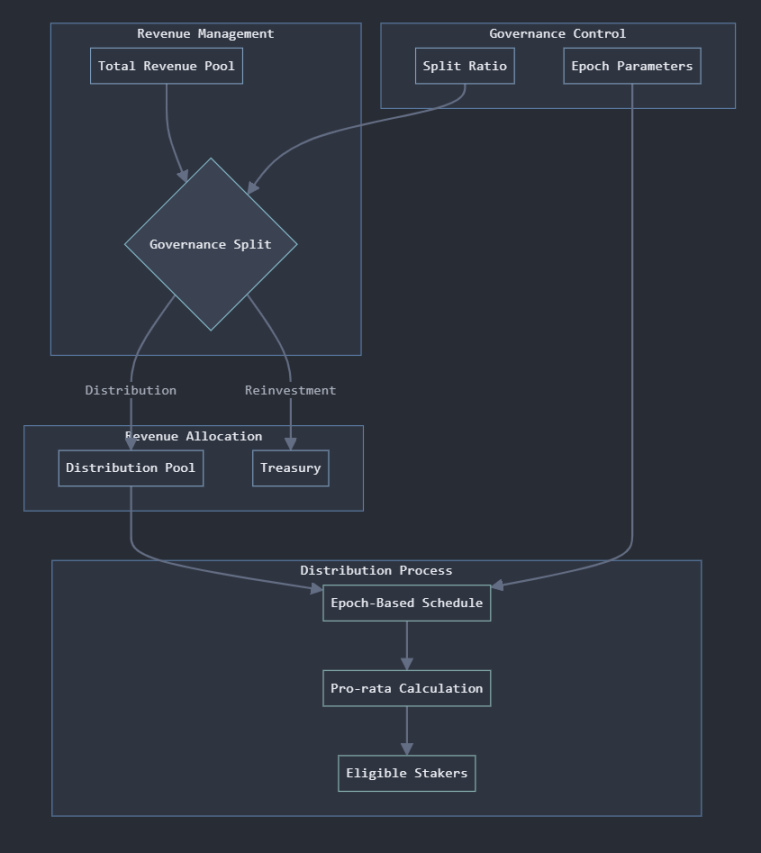 Revenue Management
Governance Control
Total Revenue Pool
Split Ratio
Epoch Parameters
Governance Split
Distribution
Reinvestment
Revenue Allocation
Distribution Pool
Treasury
Distribution Process
Epoch-Based Schedule
Pro-rata Calculation
Eligible Stakers